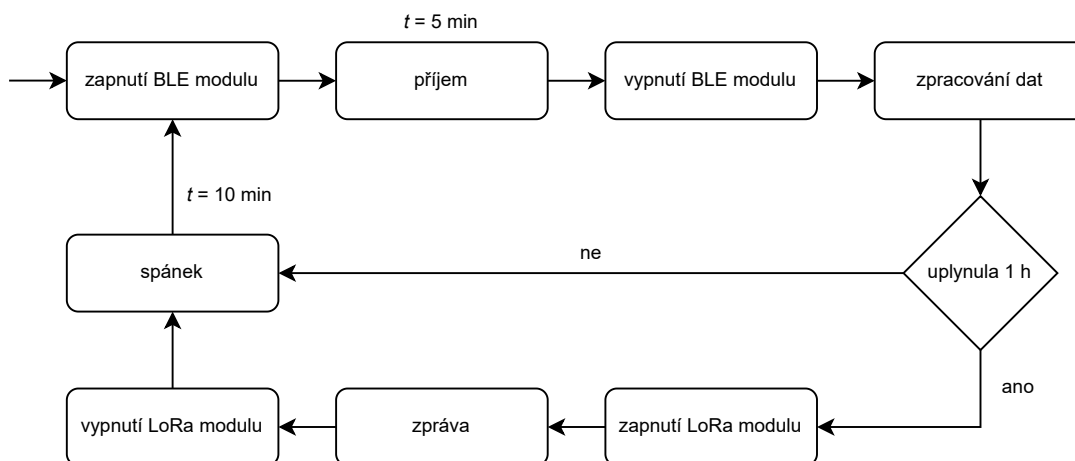 t = 5 min
zapnutí BLE modulu
příjem
vypnutí BLE modulu
zpracování dat
t = 10 min
spánek
ne
uplynula 1 h
ano
vypnutí LoRa modulu
zpráva
zapnutí LoRa modulu